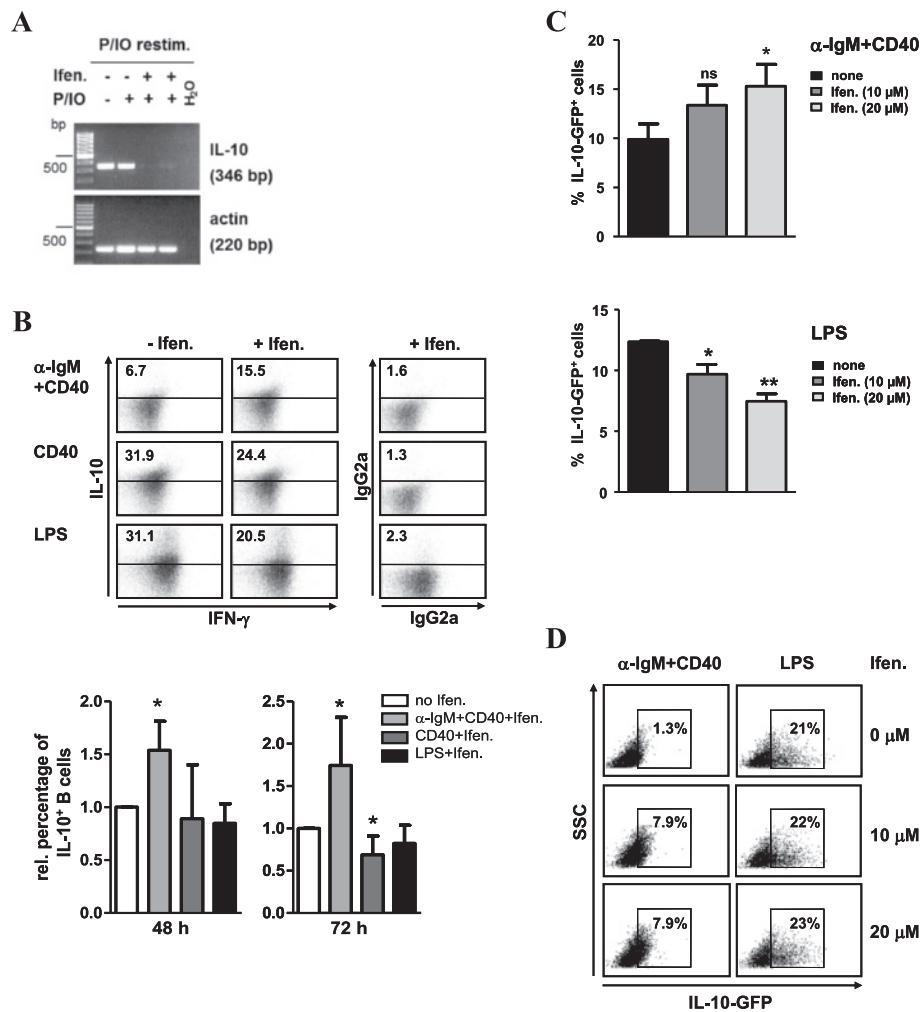 A
P/IO restim.
Ifen. - - + +
P/IO - + + + H₂O
bp
500
IL-10
(346 bp)
500
actin
(220 bp)
B
- Ifen. + Ifen. + Ifen.
α-IgM
+CD40
6.7 15.5 1.6
CD40
31.9 24.4 1.3
LPS
31.1 20.5 2.3
IL-10
IgG2a
IFN-γ IgG2a
rel. percentage of
IL-10⁺ B cells
2.0
1.5
1.0
0.5
0.0
*
48 h
2.5
2.0
1.5
1.0
0.5
0.0
*
*
72 h
no Ifen.
α-IgM+CD40+Ifen.
CD40+Ifen.
LPS+Ifen.
C
% IL-10-GFP⁺ cells
20
15
10
5
0
ns
*
α-IgM+CD40
none
Ifen. (10 μM)
Ifen. (20 μM)
% IL-10-GFP⁺ cells
15
10
5
0
*
**
LPS
none
Ifen. (10 μM)
Ifen. (20 μM)
D
α-IgM+CD40 LPS Ifen.
1.3% 21% 0 μM
7.9% 22% 10 μM
7.9% 23% 20 μM
SSC
IL-10-GFP